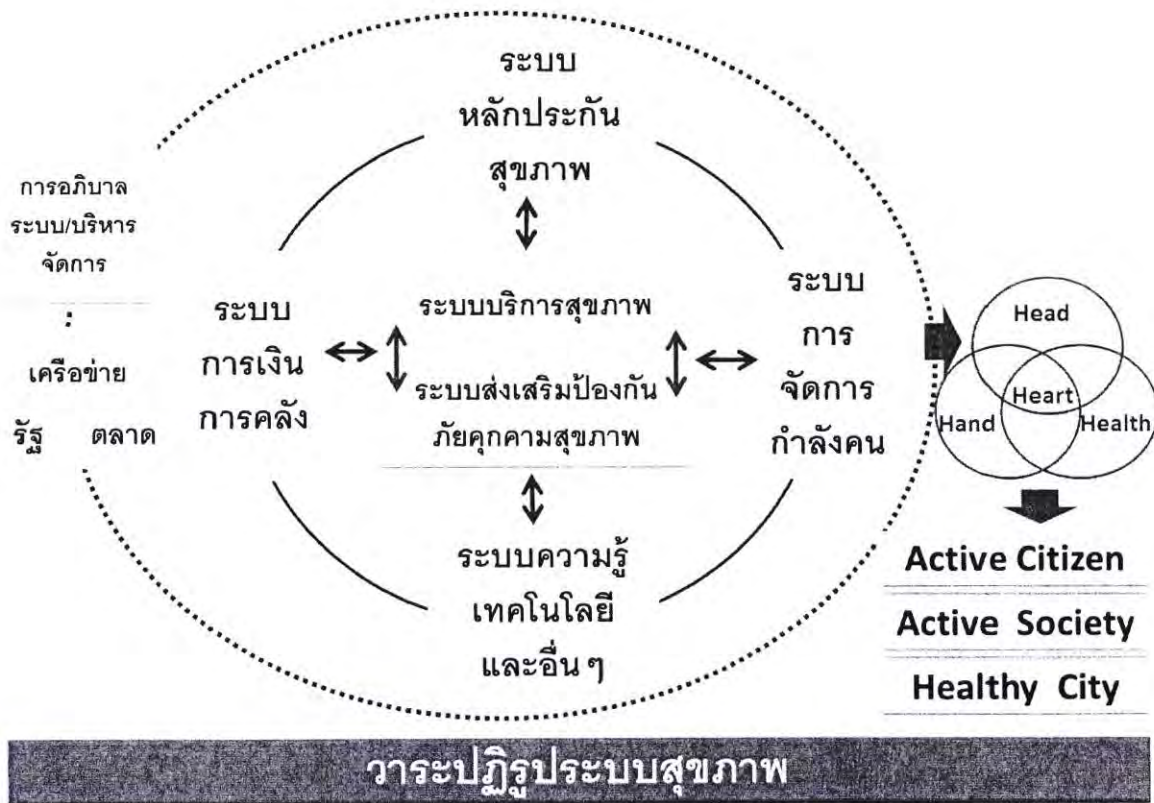 ระบบ
หลักประกัน
สุขภาพ
การอภิบาล
ระบบ/บริหาร
จัดการ
:
เครือข่าย
รัฐ ตลาด
ระบบ
การเงิน
การคลัง
ระบบบริการสุขภาพ
ระบบส่งเสริมป้องกัน
ภัยคุกคามสุขภาพ
ระบบ
การ
จัดการ
กำลังคน
ระบบความรู้
เทคโนโลยี
และอื่น ๆ
Head
Heart
Hand Health
Active Citizen
Active Society
Healthy City
วาระปฏิรูประบบสุขภาพ